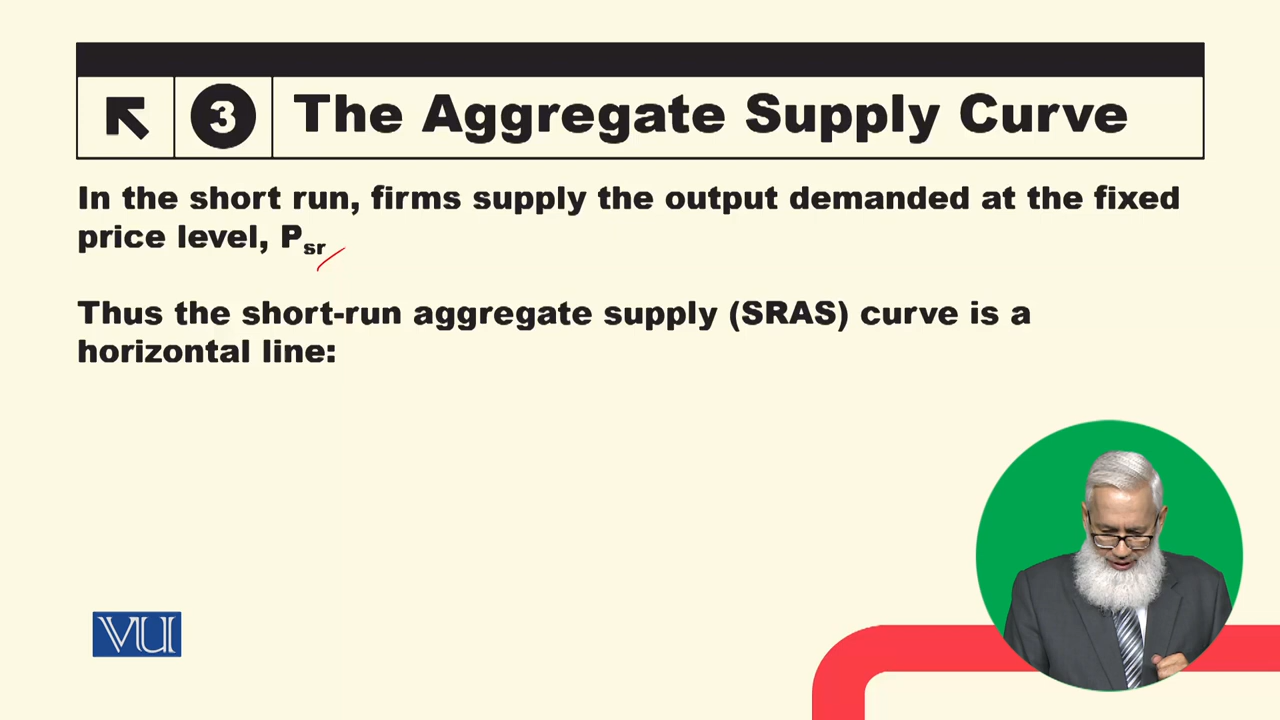 3 The Aggregate Supply Curve
In the short run, firms supply the output demanded at the fixed
price level, Psr
Thus the short-run aggregate supply (SRAS) curve is a
horizontal line:
VU